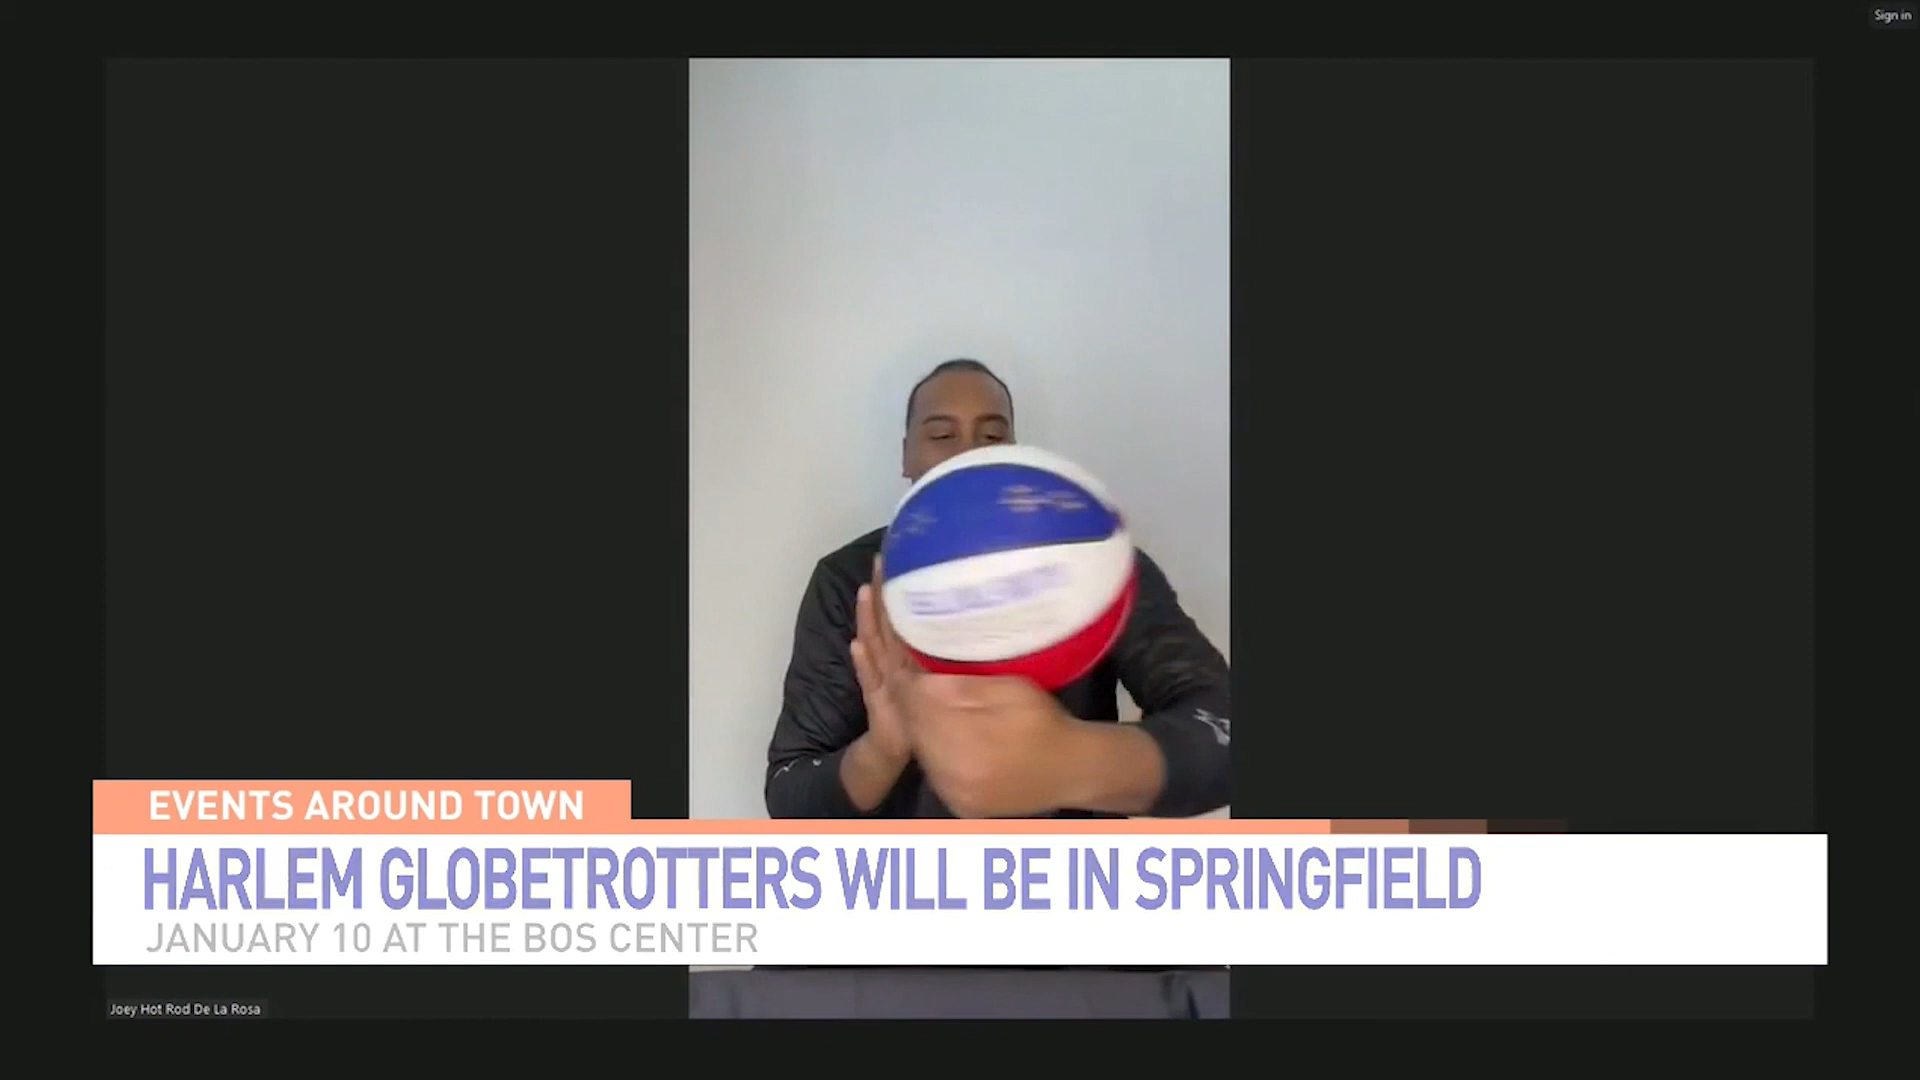 Sign in
EVENTS AROUND TOWN
HARLEM GLOBETROTTERS WILL BE IN SPRINGFIELD
JANUARY 10 AT THE BOS CENTER
Joey Hot Rod De La Rosa